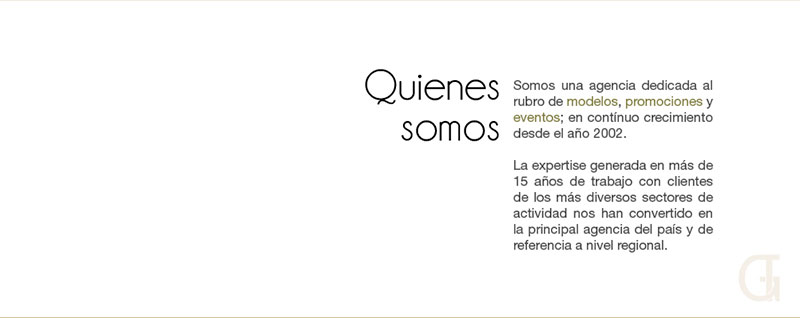 Quienes
somos
Somos una agencia dedicada al
rubro de modelos, promociones y
eventos; en contínuo crecimiento
desde el año 2002.
La expertise generada en más de
15 años de trabajo con clientes
de los más diversos sectores de
actividad nos han convertido en
la principal agencia del país y de
referencia a nivel regional.